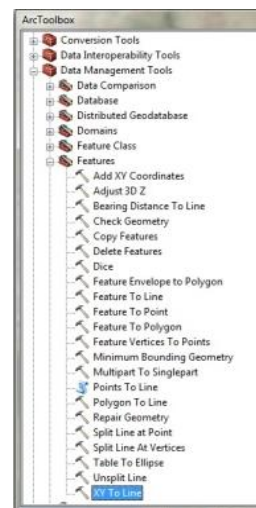 ArcToolbox
Conversion Tools
Data Interoperability Tools
Data Management Tools
Data Comparison
Database
Distributed Geodatabase
Domains
Feature Class
Features
Add XY Coordinates
Adjust 3D Z
Bearing Distance To Line
Check Geometry
Copy Features
Delete Features
Dice
Feature Envelope to Polygon
Feature To Line
Feature To Point
Feature To Polygon
Feature Vertices To Points
Minimum Bounding Geometry
Multipart To Singlepart
Points To Line
Polygon To Line
Repair Geometry
Split Line at Point
Split Line At Vertices
Table To Ellipse
Unsplit Line
XY To Line